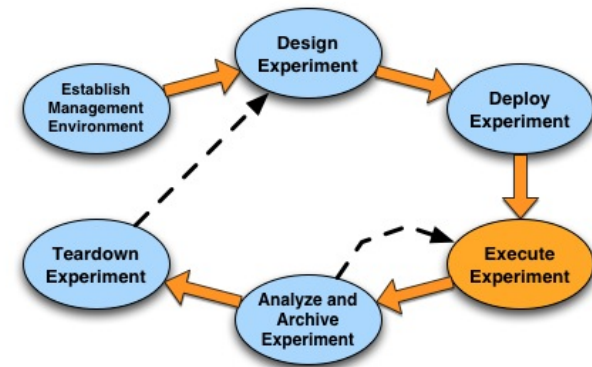 Design
Experiment
Establish
Management
Environment
Deploy
Experiment
Execute
Experiment
Analyze and
Archive
Experiment
Teardown
Experiment